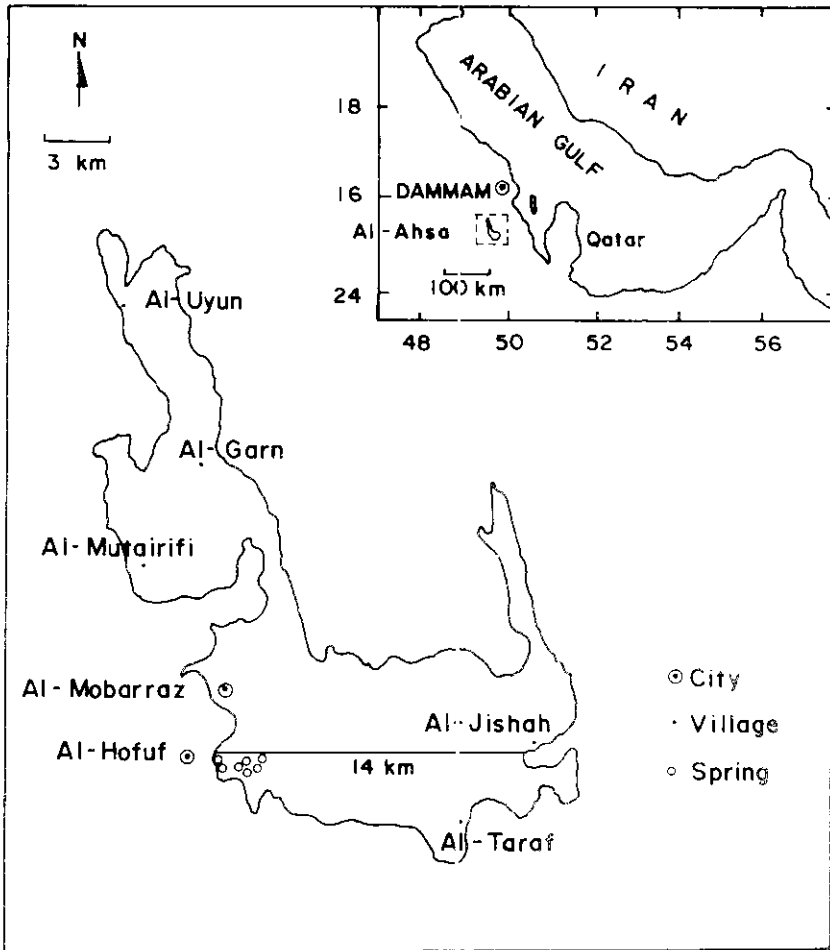 N
3 km
IRAN
ARABIAN GULF
18
DAMMAM
16
Al-Ahsa
Qatar
100 km
24
48 50 52 54 56
Al-Uyun
Al-Garn
Al-Mutairifi
Al-Mobarraz
City
Al-Jishah
Village
Al-Hofuf
14 km
Spring
Al-Taraf